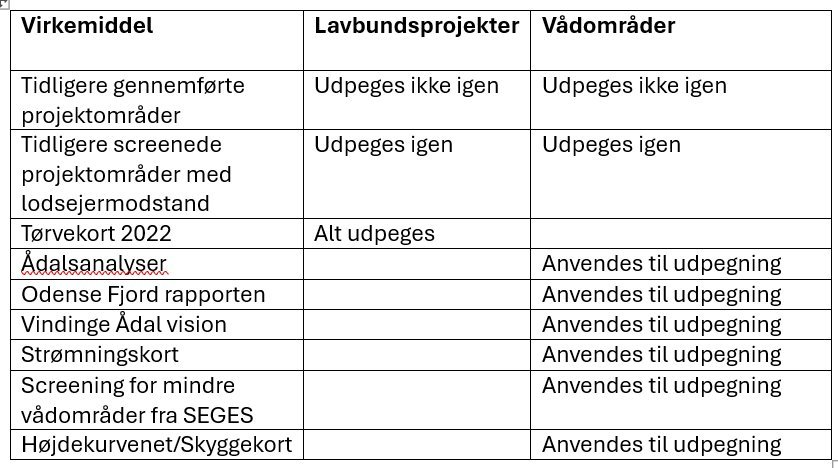 Virkemiddel Lavbundsprojekter Vådområder
Tidligere gennemførte Udpeges ikke igen Udpeges ikke igen
projektområder
Tidligere screenede Udpeges igen Udpeges igen
projektområder med
lodsejermodstand
Tørvekort 2022 Alt udpeges
Ådalsanalyser Anvendes til udpegning
Odense Fjord rapporten Anvendes til udpegning
Vindinge Ådal vision Anvendes til udpegning
Strømningskort Anvendes til udpegning
Screening for mindre Anvendes til udpegning
vådområder fra SEGES
Højdekurvenet/Skyggekort Anvendes til udpegning